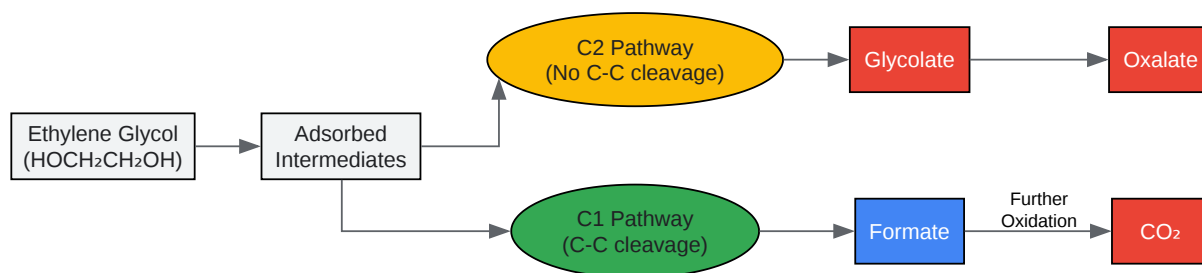 C2 Pathway
(No C-C cleavage)
Glycolate
Oxalate
Ethylene Glycol
(HOCH₂CH₂OH)
Adsorbed
Intermediates
C1 Pathway
(C-C cleavage)
Formate
Further
Oxidation
CO₂